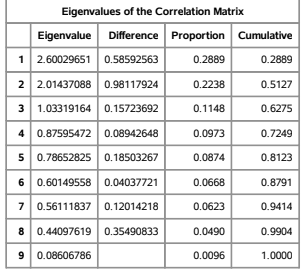 Eigenvalues of the Correlation Matrix
Eigenvalue Difference Proportion Cumulative
1 2.60029651 0.58592563 0.2889 0.2889
2 2.01437088 0.98117924 0.2238 0.5127
3 1.03319164 0.15723692 0.1148 0.6275
4 0.87595472 0.08942648 0.0973 0.7249
5 0.78652825 0.18503267 0.0874 0.8123
6 0.60149558 0.04037721 0.0668 0.8791
7 0.56111837 0.12014218 0.0623 0.9414
8 0.44097619 0.35490833 0.0490 0.9904
9 0.08606786 0.0096 1.0000